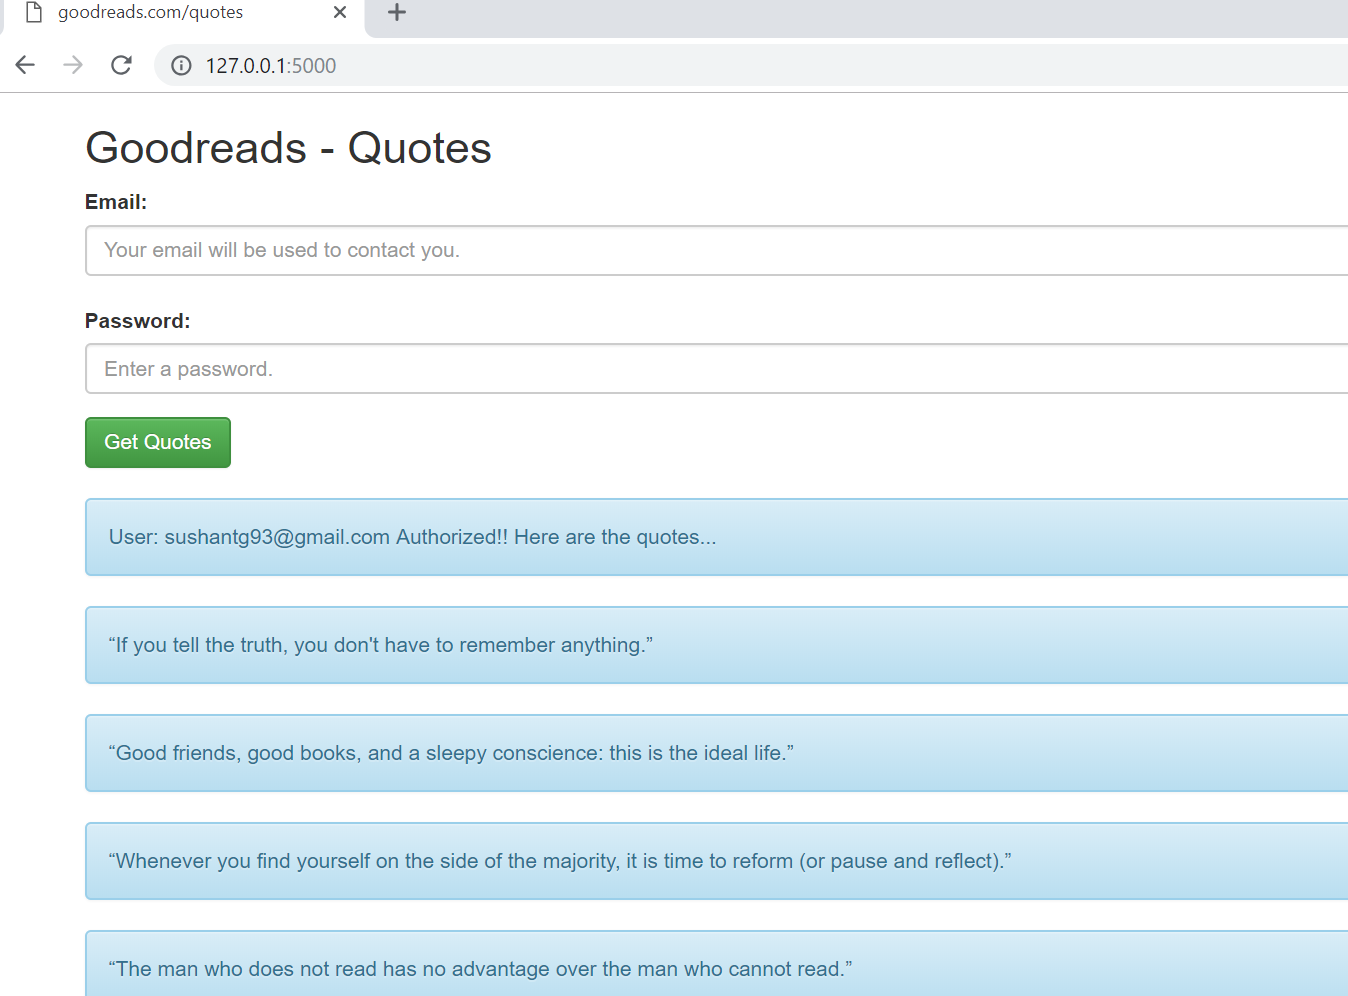 goodreads.com/quotes
127.0.0.1:5000
Goodreads - Quotes
Email:
Your email will be used to contact you.
Password:
Enter a password.
Get Quotes
User: sushantg93@gmail.com Authorized!! Here are the quotes...
“If you tell the truth, you don't have to remember anything.”
“Good friends, good books, and a sleepy conscience: this is the ideal life.”
“Whenever you find yourself on the side of the majority, it is time to reform (or pause and reflect).”
“The man who does not read has no advantage over the man who cannot read.”